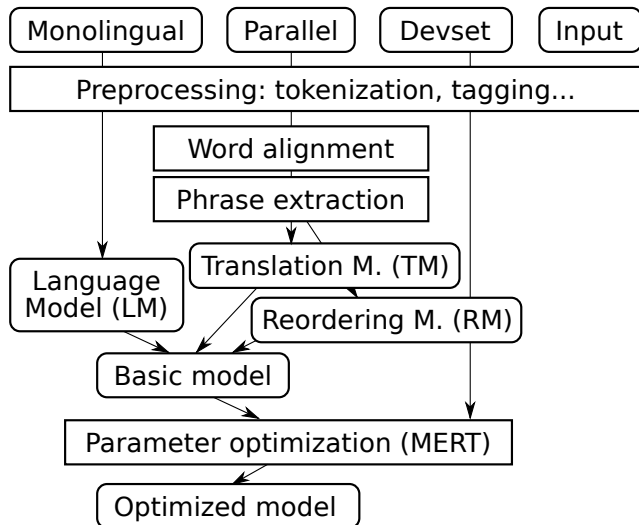 Monolingual
Parallel
Devset
Input
Preprocessing: tokenization, tagging...
Word alignment
Phrase extraction
Translation M. (TM)
Language
Model (LM)
Reordering M. (RM)
Basic model
Parameter optimization (MERT)
Optimized model